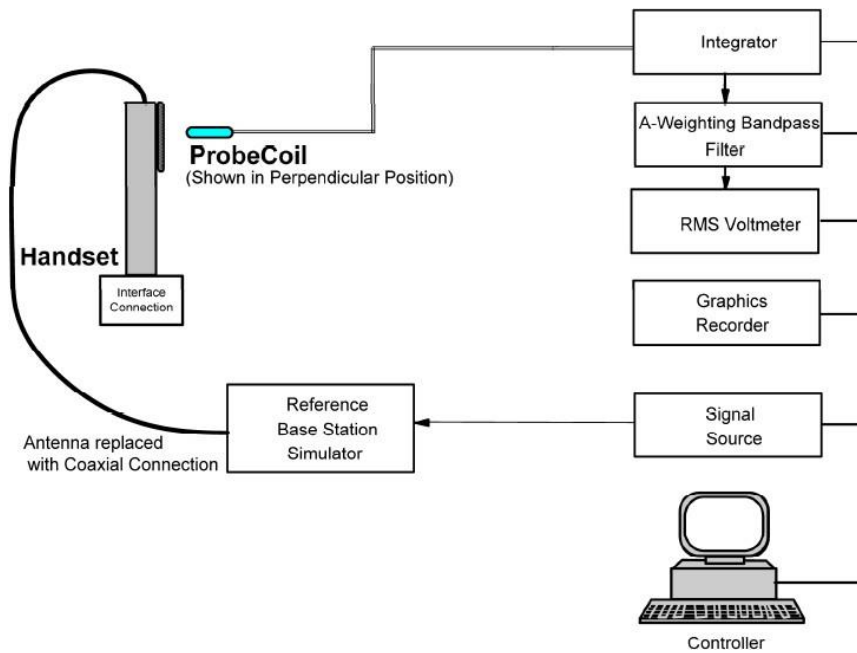 Integrator
A-Weighting Bandpass
Filter
ProbeCoil
(Shown in Perpendicular Position)
RMS Voltmeter
Handset
Interface
Connection
Graphics
Recorder
Reference
Base Station
Simulator
Signal
Source
Antenna replaced
with Coaxial Connection
Controller